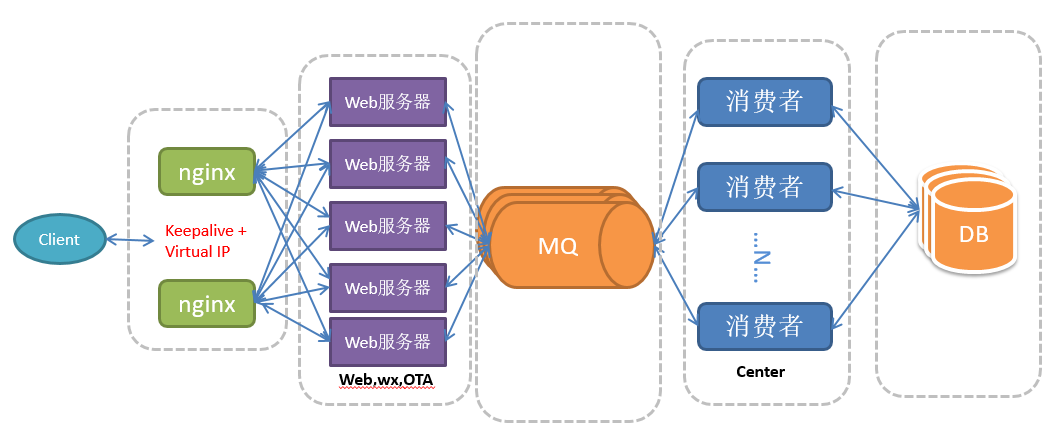 Client
nginx
Keepalive +
Virtual IP
nginx
Web服务器
Web服务器
Web服务器
Web服务器
Web服务器
Web,wx,OTA
MQ
消费者
消费者
...N...
消费者
Center
DB